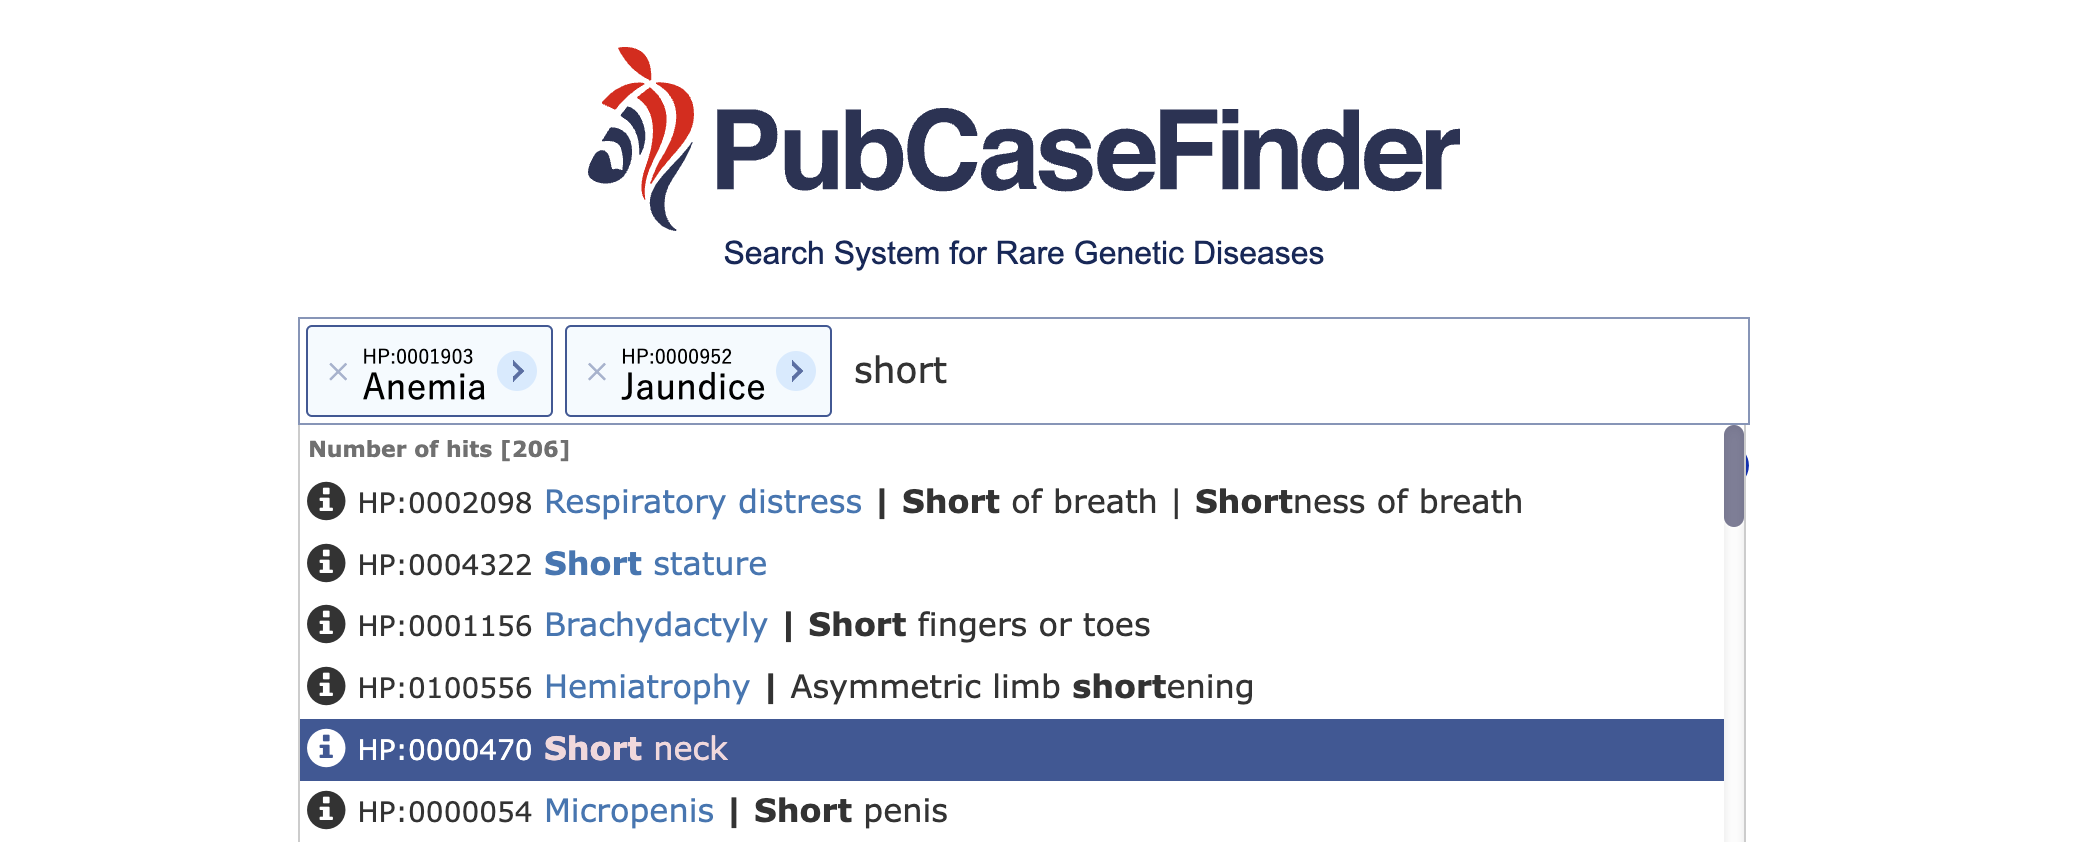 PubCaseFinder
Search System for Rare Genetic Diseases
HP:0001903
Anemia
HP:0000952
Jaundice
short
Number of hits [206]
HP:0002098 Respiratory distress | Short of breath | Shortness of breath
HP:0004322 Short stature
HP:0001156 Brachydactyly | Short fingers or toes
HP:0100556 Hemiatrophy | Asymmetric limb shortening
HP:0000470 Short neck
HP:0000054 Micropenis | Short penis